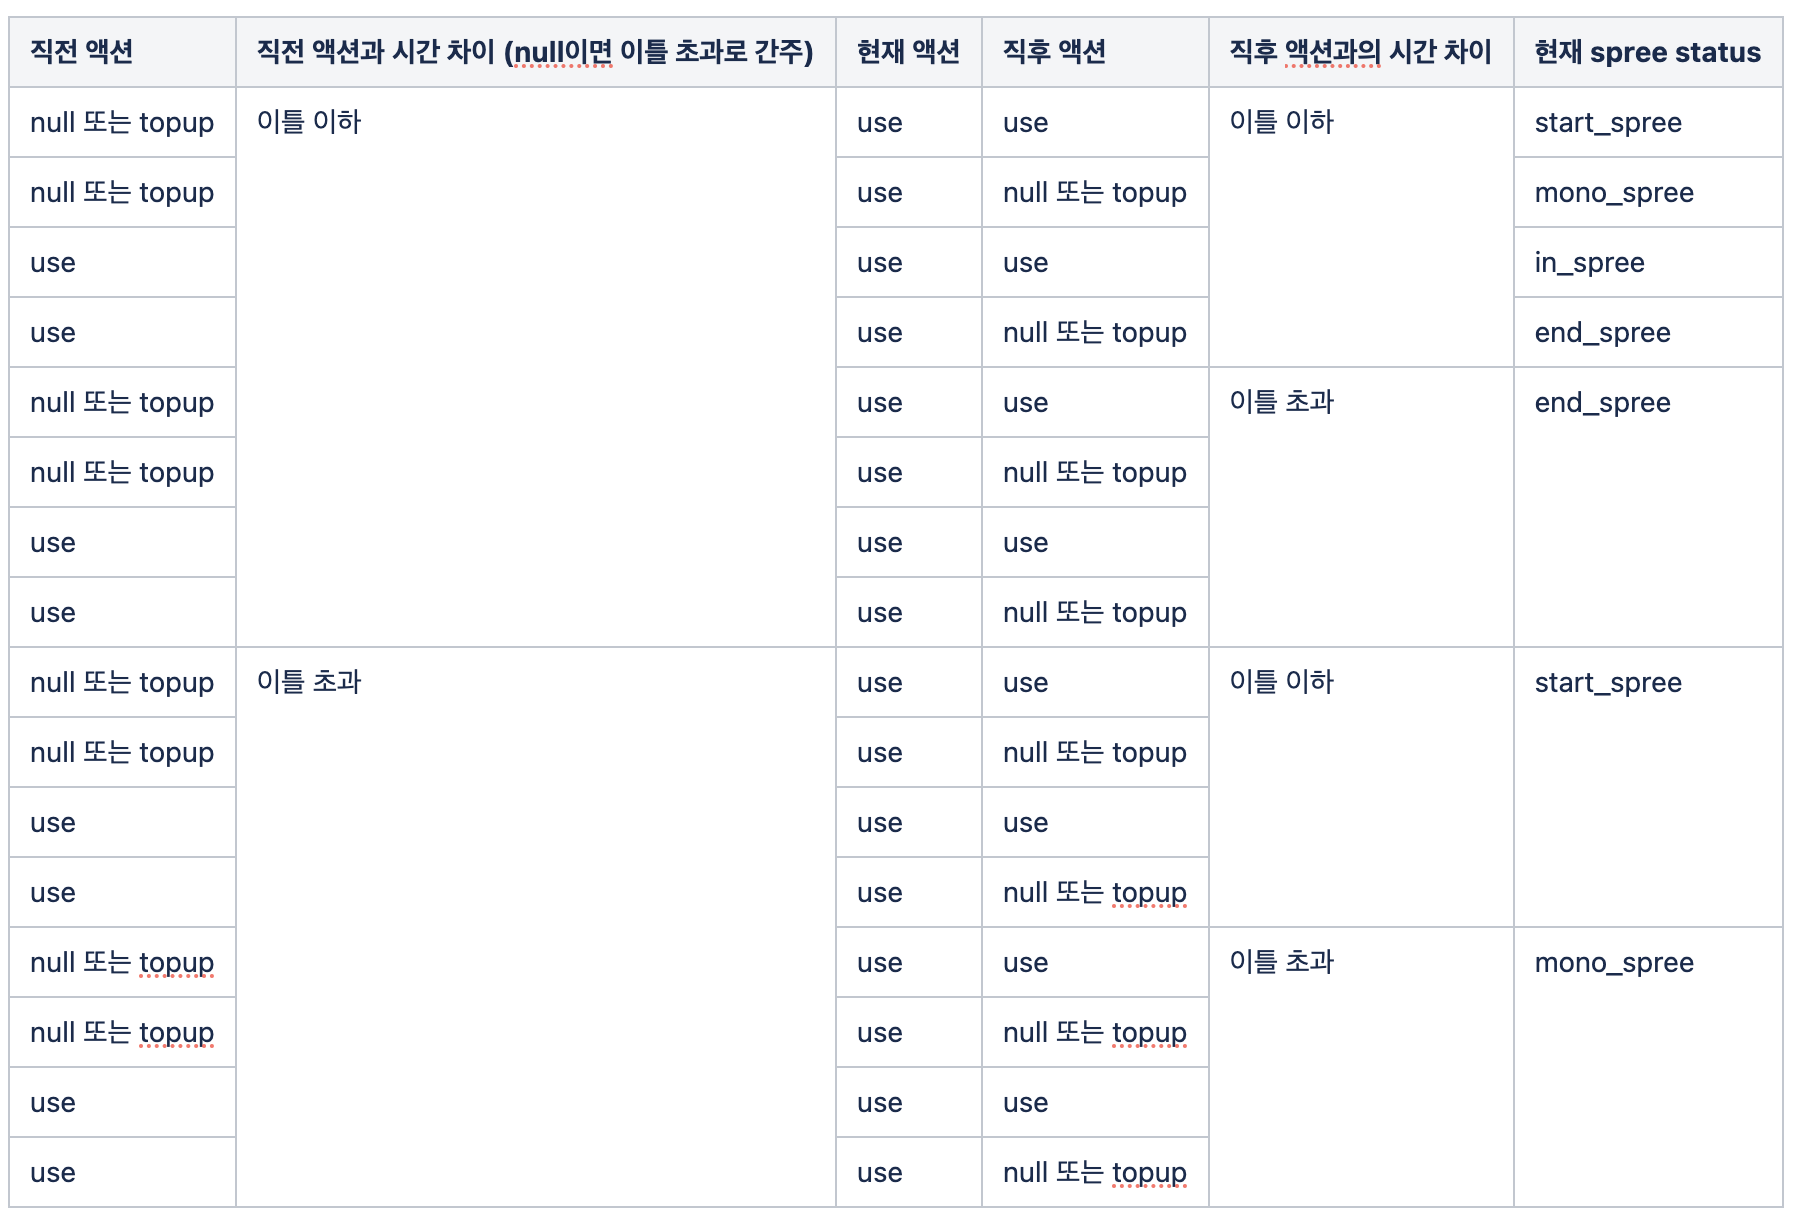 직전 액션 직전 액션과 시간 차이 (null이면 이틀 초과로 간주) 현재 액션 직후 액션 직후 액션과의 시간 차이 현재 spree status
null 또는 topup 이틀 이하 use use 이틀 이하 start_spree
null 또는 topup use null 또는 topup mono_spree
use use use in_spree
use use null 또는 topup end_spree
null 또는 topup use use 이틀 초과 end_spree
null 또는 topup use null 또는 topup
use use use
use use null 또는 topup
null 또는 topup 이틀 초과 use use 이틀 이하 start_spree
null 또는 topup use null 또는 topup
use use use
use use null 또는 topup
null 또는 topup use use 이틀 초과 mono_spree
null 또는 topup use null 또는 topup
use use use
use use null 또는 topup